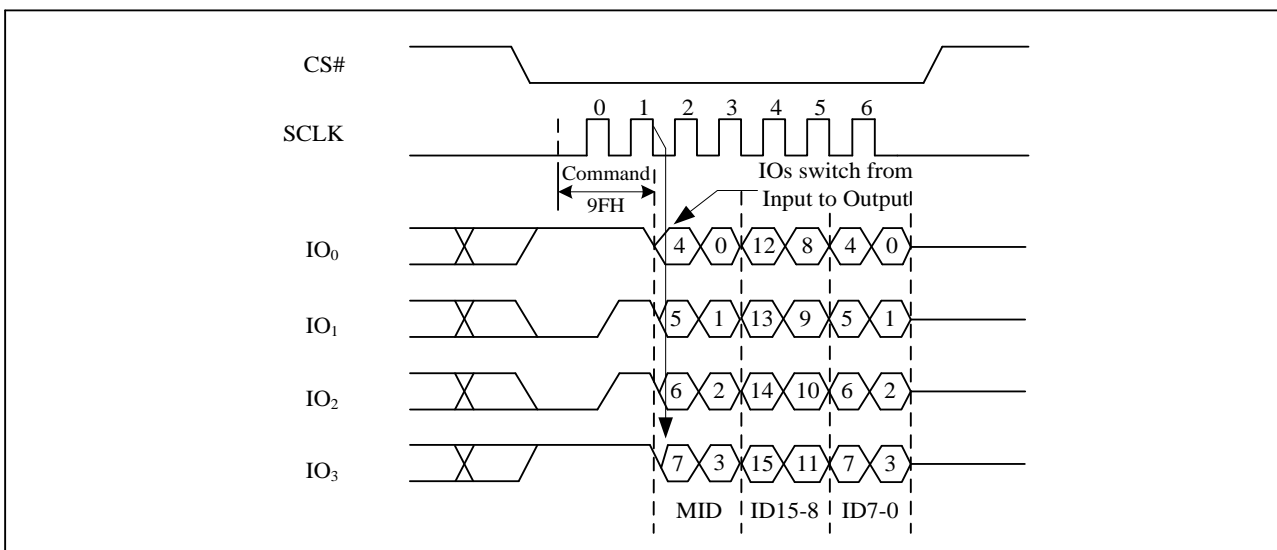 CS#
0 1 2 3 4 5 6
SCLK
Command
9FH
IOs switch from
Input to Output
IO0 4 0 12 8 4 0
IO1 5 1 13 9 5 1
IO2 6 2 14 10 6 2
IO3 7 3 15 11 7 3
MID ID15-8 ID7-0